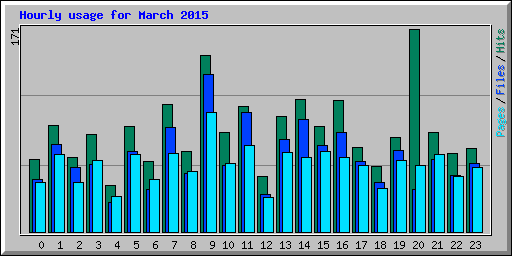 Hourly usage for March 2015
171
Pages/Files/Hits
0 1 2 3 4 5 6 7 8 9 10 11 12 13 14 15 16 17 18 19 20 21 22 23